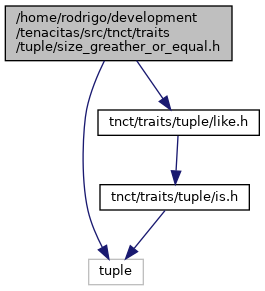 /home/rodrigo/development
/tenacitas/src/tnct/traits
/tuple/size_greather_or_equal.h
tnct/traits/tuple/like.h
tnct/traits/tuple/is.h
tuple